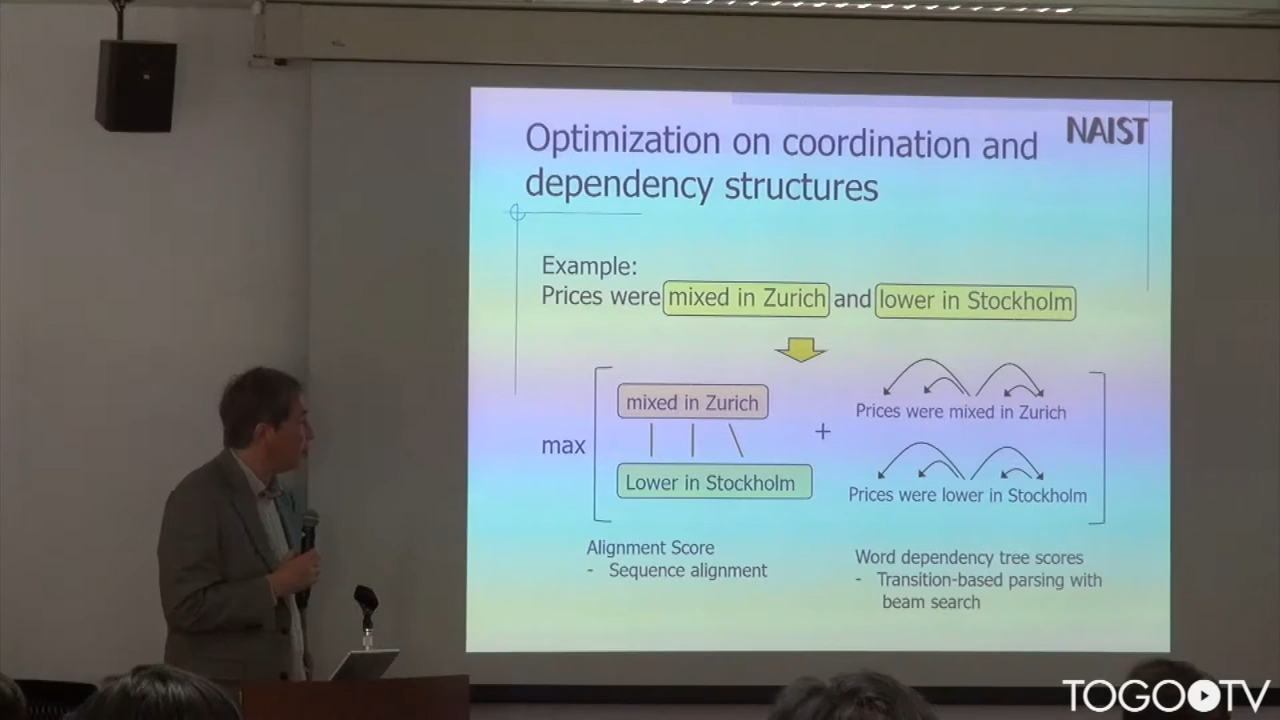 Optimization on coordination and
dependency structures
NAIST
Example:
Prices were mixed in Zurich and lower in Stockholm
max
mixed in Zurich
Lower in Stockholm
+
Prices were mixed in Zurich
Prices were lower in Stockholm
Alignment Score
- Sequence alignment
Word dependency tree scores
- Transition-based parsing with
beam search
TOGOTV